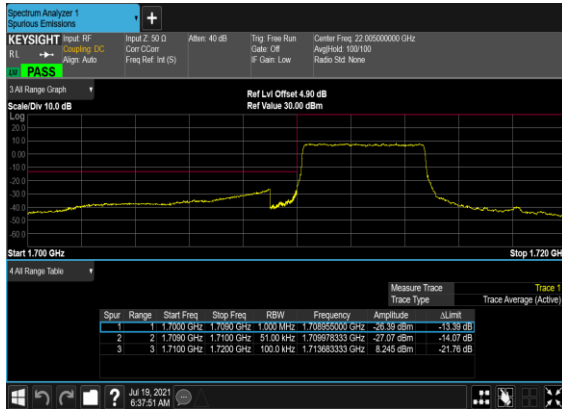 Spectrum Analyzer 1
Spurious Emissions
KEYSIGHT
Input: RF
Input Z: 50 Ω
Atten: 40 dB
Trig: Free Run
Center Freq: 22.005000000 GHz
R L
Coupling: DC
Corr CCorr
Gate: Off
Avg|Hold: 100/100
Align: Auto
Freq Ref: Int (S)
IF Gain: Low
Radio Std: None
PASS
3 All Range Graph
Ref Lvl Offset 4.90 dB
Scale/Div 10.0 dB
Ref Value 30.00 dBm
Log
20.0
10.0
0.00
-10.0
-20.0
-30.0
-40.0
-50.0
-60.0
Start 1.700 GHz
Stop 1.720 GH
4 All Range Table
Measure Trace Trace 1
Trace Type Trace Average (Active)
Spur Range Start Freq Stop Freq RBW Frequency Amplitude ΔLimit
1 1 1.7000 GHz 1.7090 GHz 1.000 MHz 1.708955000 GHz -26.39 dBm -13.39 dB
2 2 1.7090 GHz 1.7100 GHz 51.00 kHz 1.709978333 GHz -27.07 dBm -14.07 dB
3 3 1.7100 GHz 1.7200 GHz 100.0 kHz 1.713683333 GHz 8.245 dBm -21.76 dB
Jul 19, 2021
6:37:51 AM